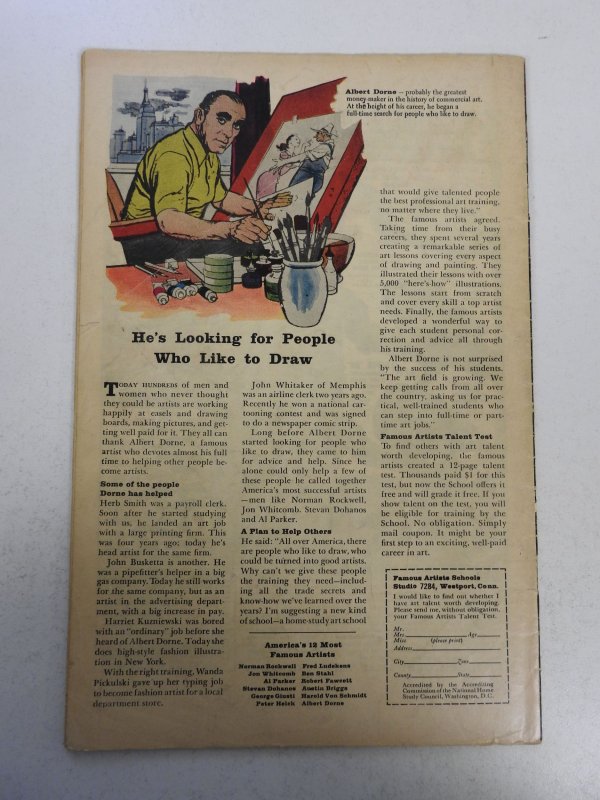 Albert Dorne — probably the greatest
money-maker in the history of commercial art.
At the height of his career, he began a
full-time search for people who like to draw.
He's Looking for People
Who Like to Draw
TODAY HUNDREDS of men and
women who never thought
they could be artists are working
happily at easels and drawing
boards, making pictures, and get-
ting well paid for it. They all can
thank Albert Dorne, a famous
artist who devotes almost his full
time to helping other people be-
come artists.
Some of the people
Dorne has helped
Herb Smith was a payroll clerk.
Soon after he started studying
with us, he landed an art job
with a large printing firm. This
was four years ago; today he's
head artist for the same firm.
John Busketta is another. He
was a pipefitter's helper in a big
gas company. Today he still works
for the same company, but as an
artist in the advertising depart-
ment, with a big increase in pay.
Harriet Kuzniewski was bored
with an "ordinary" job before she
heard of Albert Dorne. Today she
does high-style fashion illustra-
tion in New York.
With the right training, Wanda
Pickulski gave up her typing job
to become fashion artist for a local
department store.
John Whitaker of Memphis
was an airline clerk two years ago.
Recently he won a national car-
tooning contest and was signed
to do a newspaper comic strip.
Long before Albert Dorne
started looking for people who
like to draw, they came to him
for advice and help. Since he
alone could only help a few of
these people he called together
America's most successful artists
—men like Norman Rockwell,
Jon Whitcomb, Stevan Dohanos
and Al Parker.
A Plan to Help Others
He said: "All over America, there
are people who like to draw, who
could be turned into good artists.
Why can't we give these people
the training they need—includ-
ing all the trade secrets and
know-how we've learned over the
years? I'm suggesting a new kind
of school—a home-study art school
America's 12 Most
Famous Artists
Norman Rockwell Fred Ludekens
Jon Whitcomb Ben Stahl
Al Parker Robert Fawcett
Stevan Dohanos Austin Briggs
George Giusti Harold Von Schmidt
Peter Helck Albert Dorne
that would give talented people
the best professional art training,
no matter where they live."
The famous artists agreed.
Taking time from their busy
careers, they spent several years
creating a remarkable series of
art lessons covering every aspect
of drawing and painting. They
illustrated their lessons with over
5,000 "here's-how" illustrations.
The lessons start from scratch
and cover every skill a top artist
needs. Finally, the famous artists
developed a wonderful way to
give each student personal cor-
rection and advice all through
his training.
Albert Dorne is not surprised
by the success of his students.
"The art field is growing. We
keep getting calls from all over
the country, asking us for prac-
tical, well-trained students who
can step into full-time or part-
time art jobs."
Famous Artists Talent Test
To find others with art talent
worth developing, the famous
artists created a 12-page talent
test. Thousands paid $1 for this
test, but now the School offers it
free and will grade it free. If you
show talent on the test, you will
be eligible for training by the
School. No obligation. Simply
mail coupon. It might be your
first step to an exciting, well-paid
career in art.
Famous Artists Schools
Studio 7284, Westport, Conn.
I would like to find out whether I
have art talent worth developing.
Please send me, without obligation,
your Famous Artists Talent Test.
Mr.
Mrs. Age
Miss (please print)
Address
City Zone
County State
Accredited by the Accrediting
Commission of the National Home
Study Council, Washington, D.C.